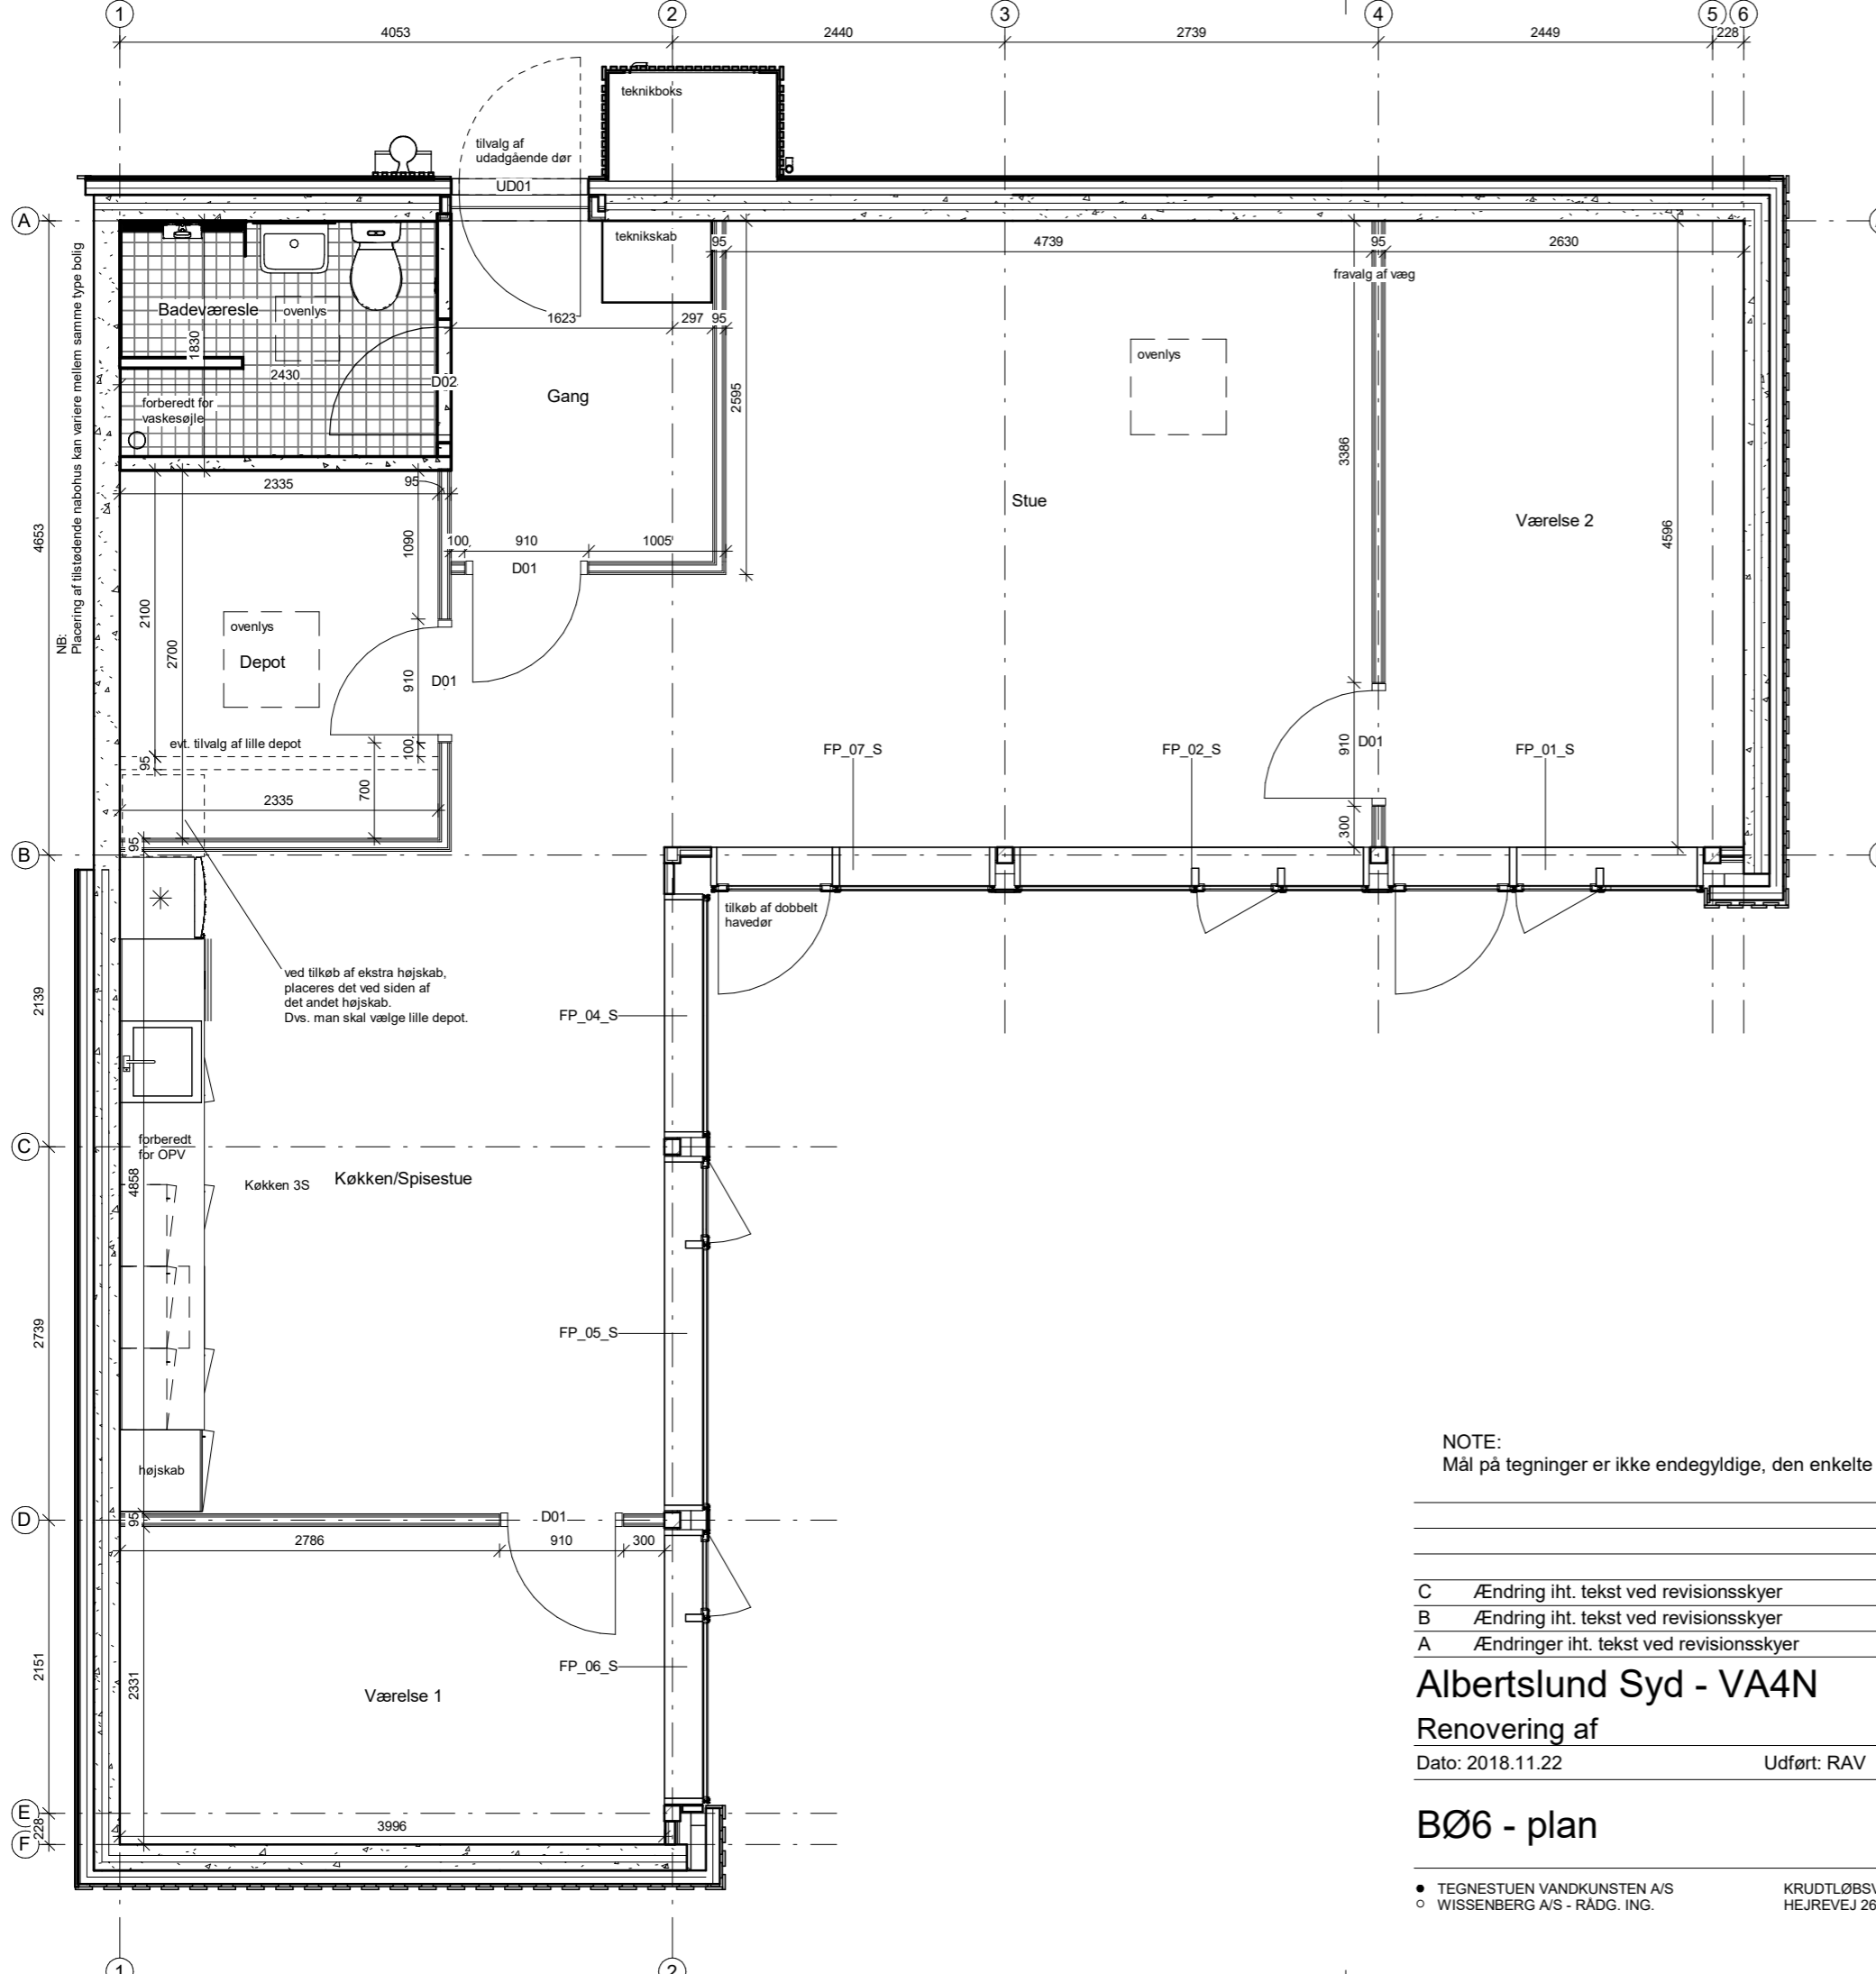 1 2 3 4 5 6
4053 2440 2739 2449 228
teknikboks
tilvalg af
udadgående dør
UD01
A
teknikskab
95 4739 95 2630
fravalg af væg
NB:
Placering af tilstødende nabohus kan variere mellem samme type bolig
Badeværesle
ovenlys
1830
2430
D02
1623 297 95
ovenlys
Gang
2595
forberedt for
vaskesøjle
3386
2335
95
Stue
Værelse 2
4596
4653
1090
100 910 1005
D01
2100
2700
ovenlys
Depot
910
D01
evt. tilvalg af lille depot
100
95
700
2335
95
FP_07_S
FP_02_S
910
D01
FP_01_S
300
B
tilkøb af dobbelt
havedør
ved tilkøb af ekstra højskab,
placeres det ved siden af
det andet højskab.
Dvs. man skal vælge lille depot.
2139
FP_04_S
C
forberedt
for OPV
4858
Køkken 3S
Køkken/Spisestue
2739
FP_05_S
højskab
D
95
D01
2786 910 300
2151
2331
FP_06_S
Værelse 1
E
228
F
3996
1 2
NOTE:
Mål på tegninger er ikke endegyldige, den enkelte
C Ændring iht. tekst ved revisionsskyer
B Ændring iht. tekst ved revisionsskyer
A Ændringer iht. tekst ved revisionsskyer
Albertslund Syd - VA4N
Renovering af
Dato: 2018.11.22 Udført: RAV
BØ6 - plan
TEGNESTUEN VANDKUNSTEN A/S KRUDTLØBSV
WISSENBERG A/S - RÅDG. ING. HEJREVEJ 26